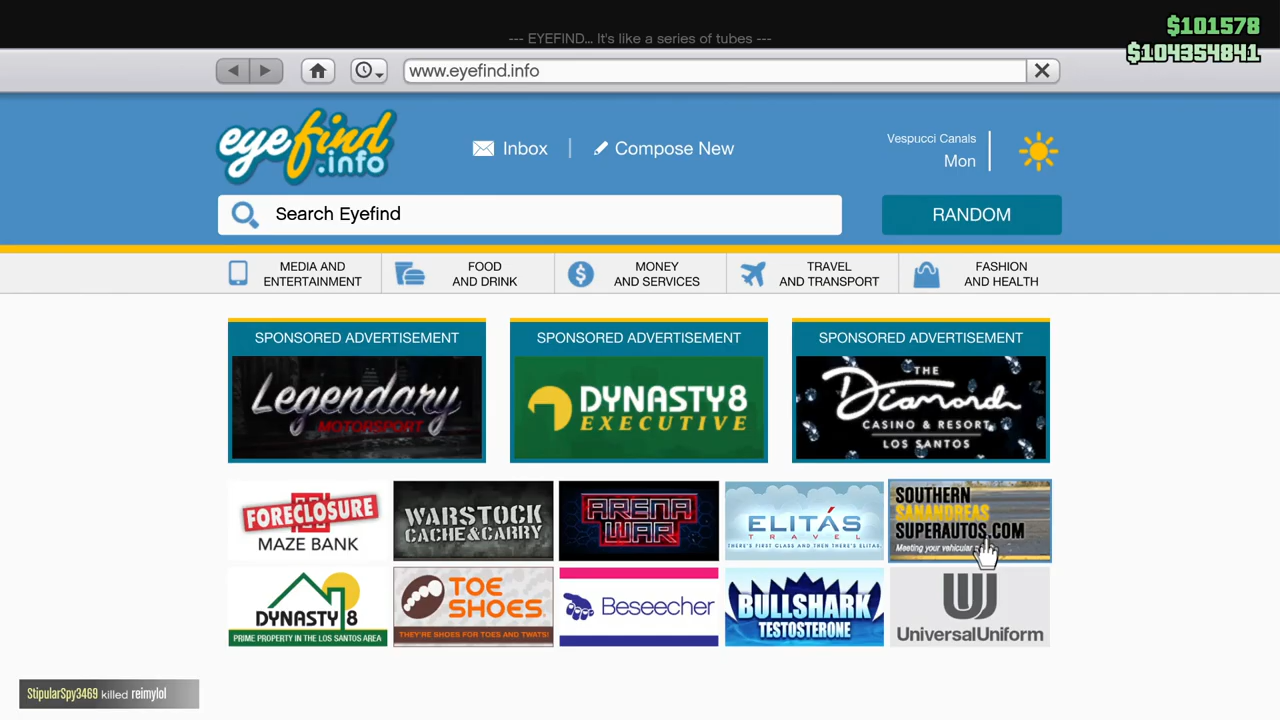 --- EYEFIND... It's like a series of tubes ---
$101578
$104354841
www.eyefind.info
eyefind
.info
Inbox
Compose New
Vespucci Canals
Mon
Search Eyefind
RANDOM
MEDIA AND
ENTERTAINMENT
FOOD
AND DRINK
MONEY
AND SERVICES
TRAVEL
AND TRANSPORT
FASHION
AND HEALTH
SPONSORED ADVERTISEMENT
Legendary
MOTORSPORT
SPONSORED ADVERTISEMENT
DYNASTY8
EXECUTIVE
SPONSORED ADVERTISEMENT
THE
Diamond
CASINO & RESORT
LOS SANTOS
FORECLOSURE
MAZE BANK
WARSTOCK
CACHE&CARRY
ARENA
WAR
ELITÁS
TRAVEL
THERE'S FIRST CLASS AND THEN THERE'S ELITAS.
SOUTHERN
SANANDREAS
SUPERAUTOS.COM
Meeting your vehicular
DYNASTY 8
PRIME PROPERTY IN THE LOS SANTOS AREA
TOE
SHOES.
THEY'RE SHOES FOR TOES AND TWATS!
Beseecher
BULLSHARK
TESTOSTERONE
UniversalUniform
StipularSpy3469 killed reimylol